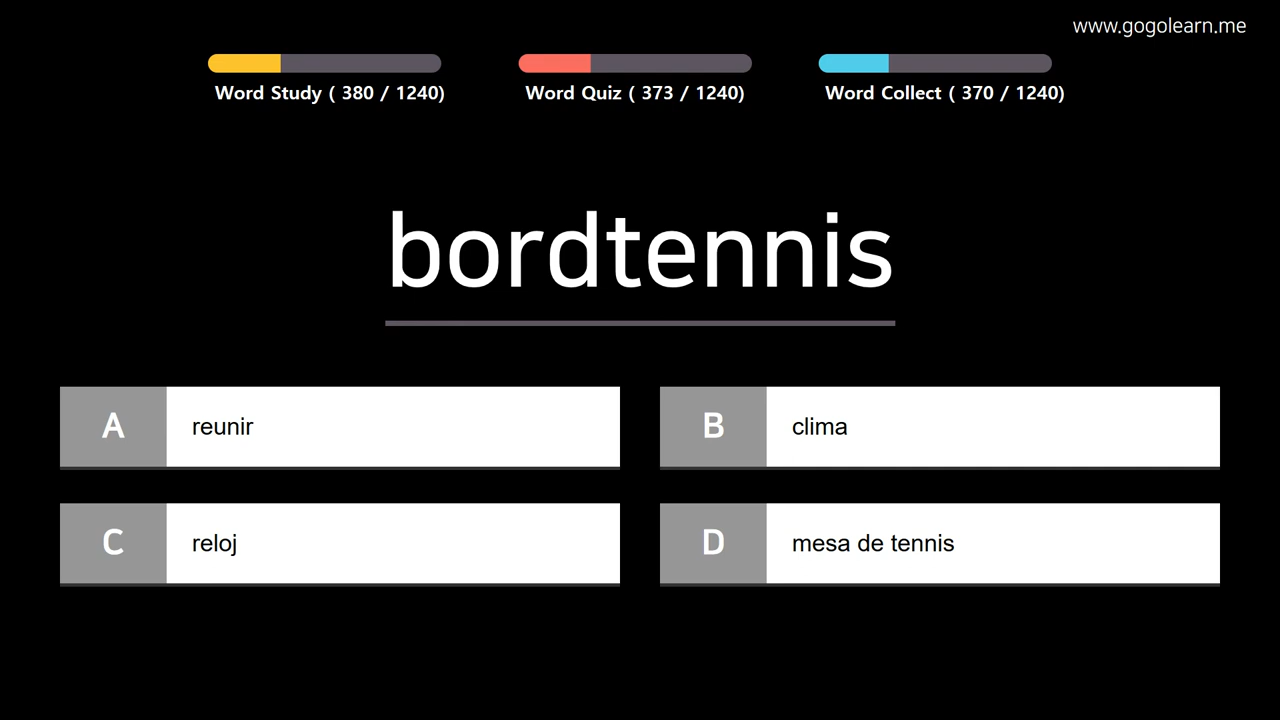 www.gogolearn.me
Word Study ( 380 / 1240)
Word Quiz ( 373 / 1240)
Word Collect ( 370 / 1240)
bordtennis
A reunir
B clima
C reloj
D mesa de tennis